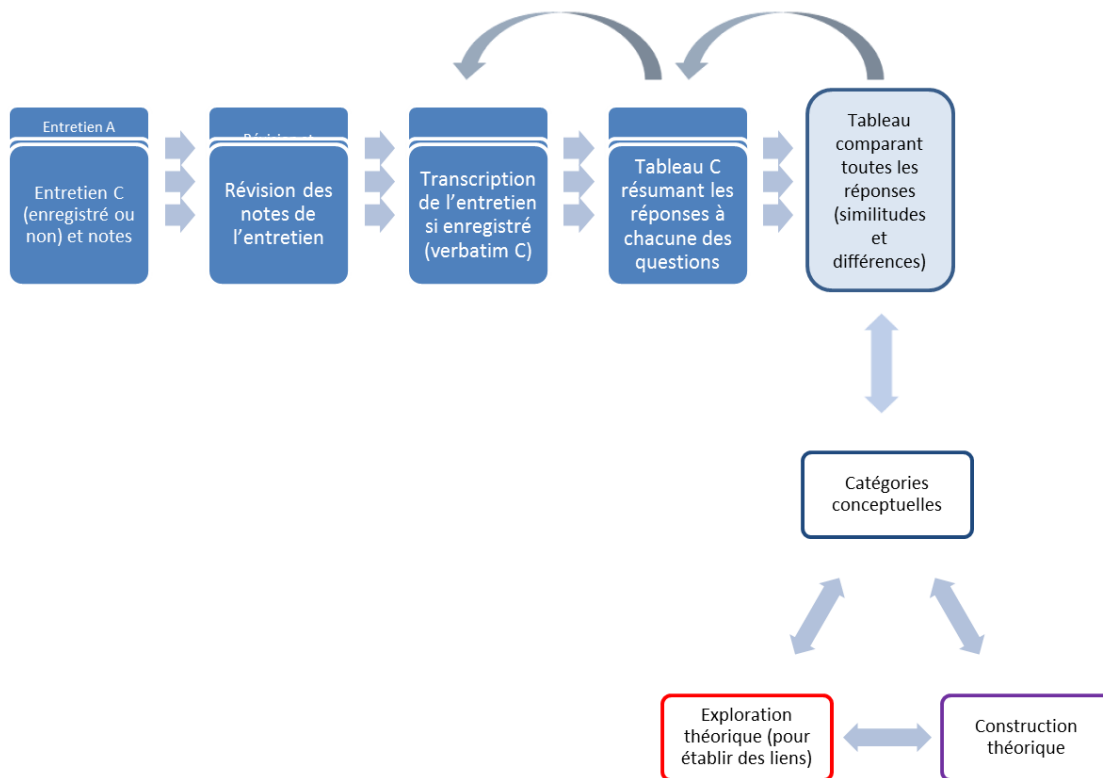 Entretien A
Entretien C
(enregistré ou
non) et notes
Révision des
notes de
l’entretien
Transcription
de l’entretien
si enregistré
(verbatim C)
Tableau C
résumant les
réponses à
chacune des
questions
Tableau
comparant
toutes les
réponses
(similitudes
et
différences)
Catégories
conceptuelles
Exploration
théorique (pour
établir des liens)
Construction
théorique